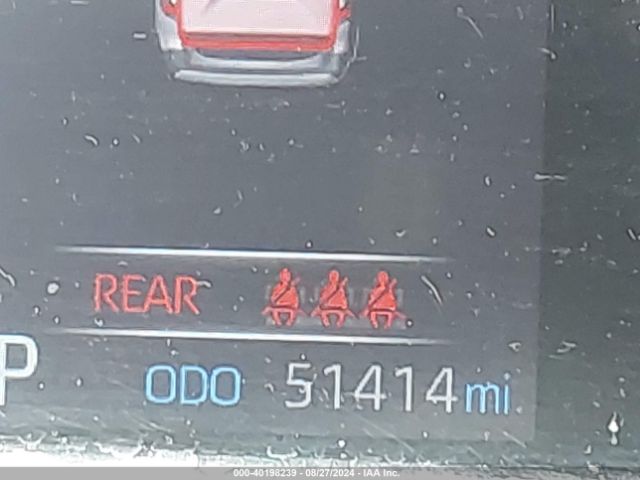 REAR
P
ODO 51414 mi
000-40198239 - 08/27/2024 - IAA Inc.